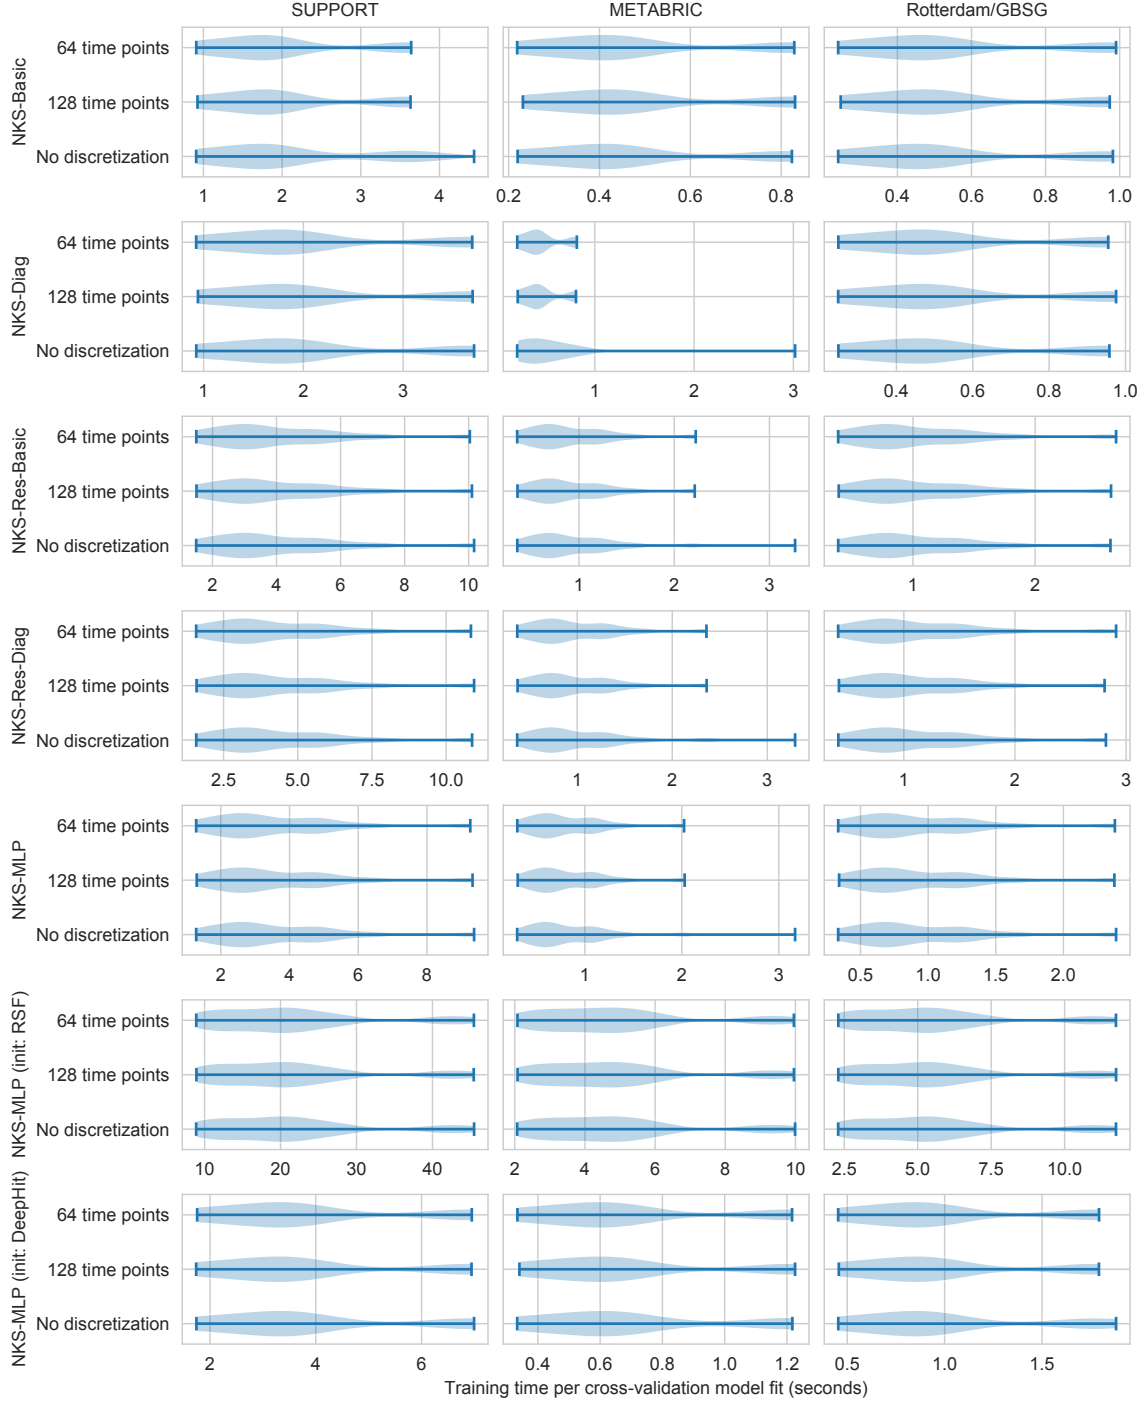 SUPPORT METABRIC Rotterdam/GBSG
NKS-Basic
64 time points
128 time points
No discretization
1 2 3 4 0.2 0.4 0.6 0.8 0.4 0.6 0.8 1.0
NKS-Diag
64 time points
128 time points
No discretization
1 2 3 1 2 3 0.4 0.6 0.8 1.0
NKS-Res-Basic
64 time points
128 time points
No discretization
2 4 6 8 10 1 2 3 1 2
NKS-Res-Diag
64 time points
128 time points
No discretization
2.5 5.0 7.5 10.0 1 2 3 1 2 3
NKS-MLP
64 time points
128 time points
No discretization
2 4 6 8 1 2 3 0.5 1.0 1.5 2.0
NKS-MLP (init: RSF)
64 time points
128 time points
No discretization
10 20 30 40 2 4 6 8 10 2.5 5.0 7.5 10.0
NKS-MLP (init: DeepHit)
64 time points
128 time points
No discretization
2 4 6 0.4 0.6 0.8 1.0 1.2 0.5 1.0 1.5
Training time per cross-validation model fit (seconds)